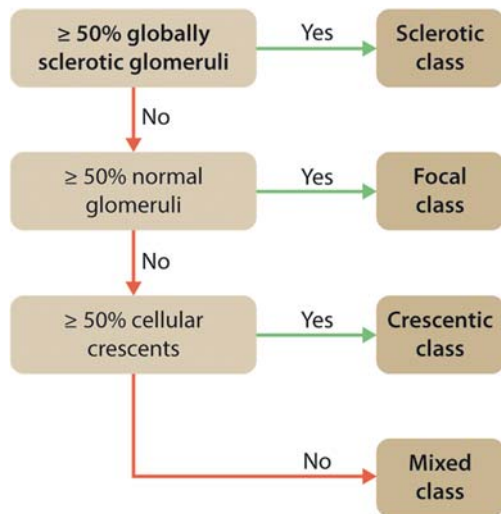 ≥ 50% globally
sclerotic glomeruli
Yes
Sclerotic
class
No
≥ 50% normal
glomeruli
Yes
Focal
class
No
≥ 50% cellular
crescents
Yes
Crescentic
class
No
Mixed
class